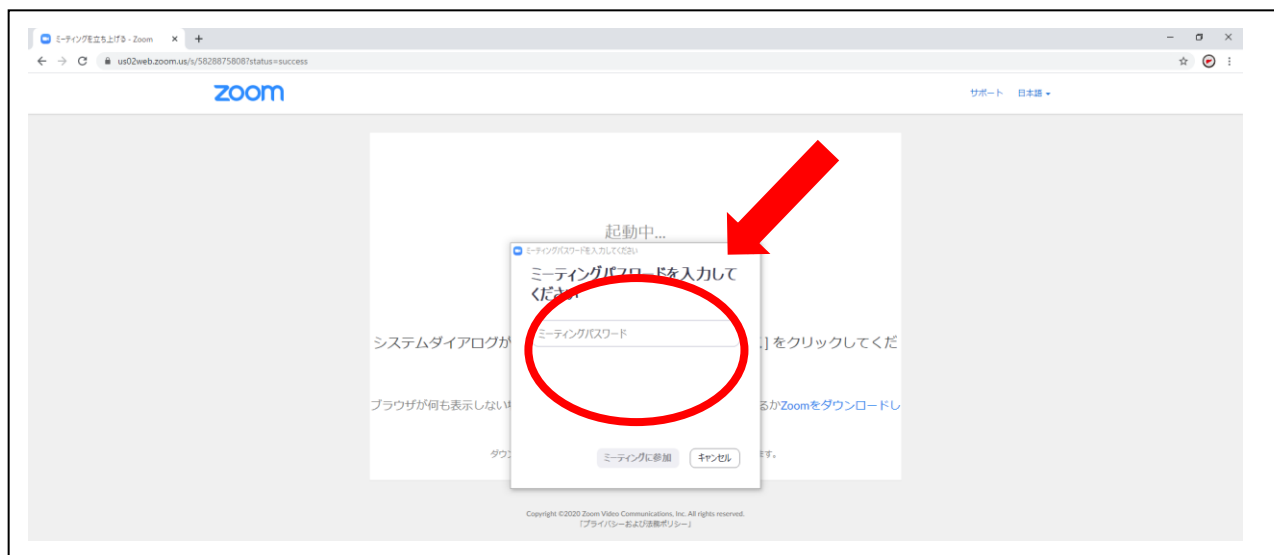 ミーティングを立ち上げる - Zoom
us02web.zoom.us/s/5828875808?status=success
zoom
サポート 日本語
起動中...
ミーティングパスワードを入力してください
ミーティングパスワードを入力して
ください
ミーティングパスワード
システムダイアログが ] をクリックしてくだ
ブラウザが何も表示しない るかZoomをダウンロードし
ダウン ます。
ミーティングに参加 キャンセル
Copyright ©2020 Zoom Video Communications, Inc. All rights reserved.
「プライバシーおよび法務ポリシー」